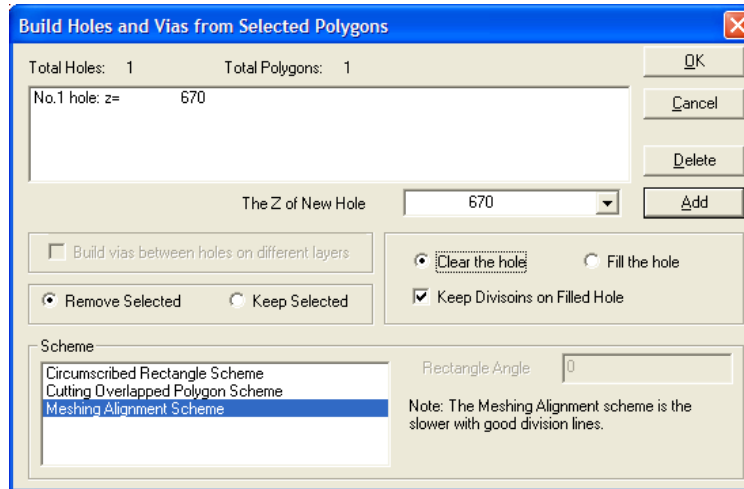 Build Holes and Vias from Selected Polygons
Total Holes: 1 Total Polygons: 1
OK
No.1 hole: z= 670
Cancel
Delete
The Z of New Hole 670 Add
Build vias between holes on different layers
Clear the hole Fill the hole
Remove Selected Keep Selected
Keep Divisoins on Filled Hole
Scheme
Circumscribed Rectangle Scheme
Cutting Overlapped Polygon Scheme
Meshing Alignment Scheme
Rectangle Angle 0
Note: The Meshing Alignment scheme is the
slower with good division lines.